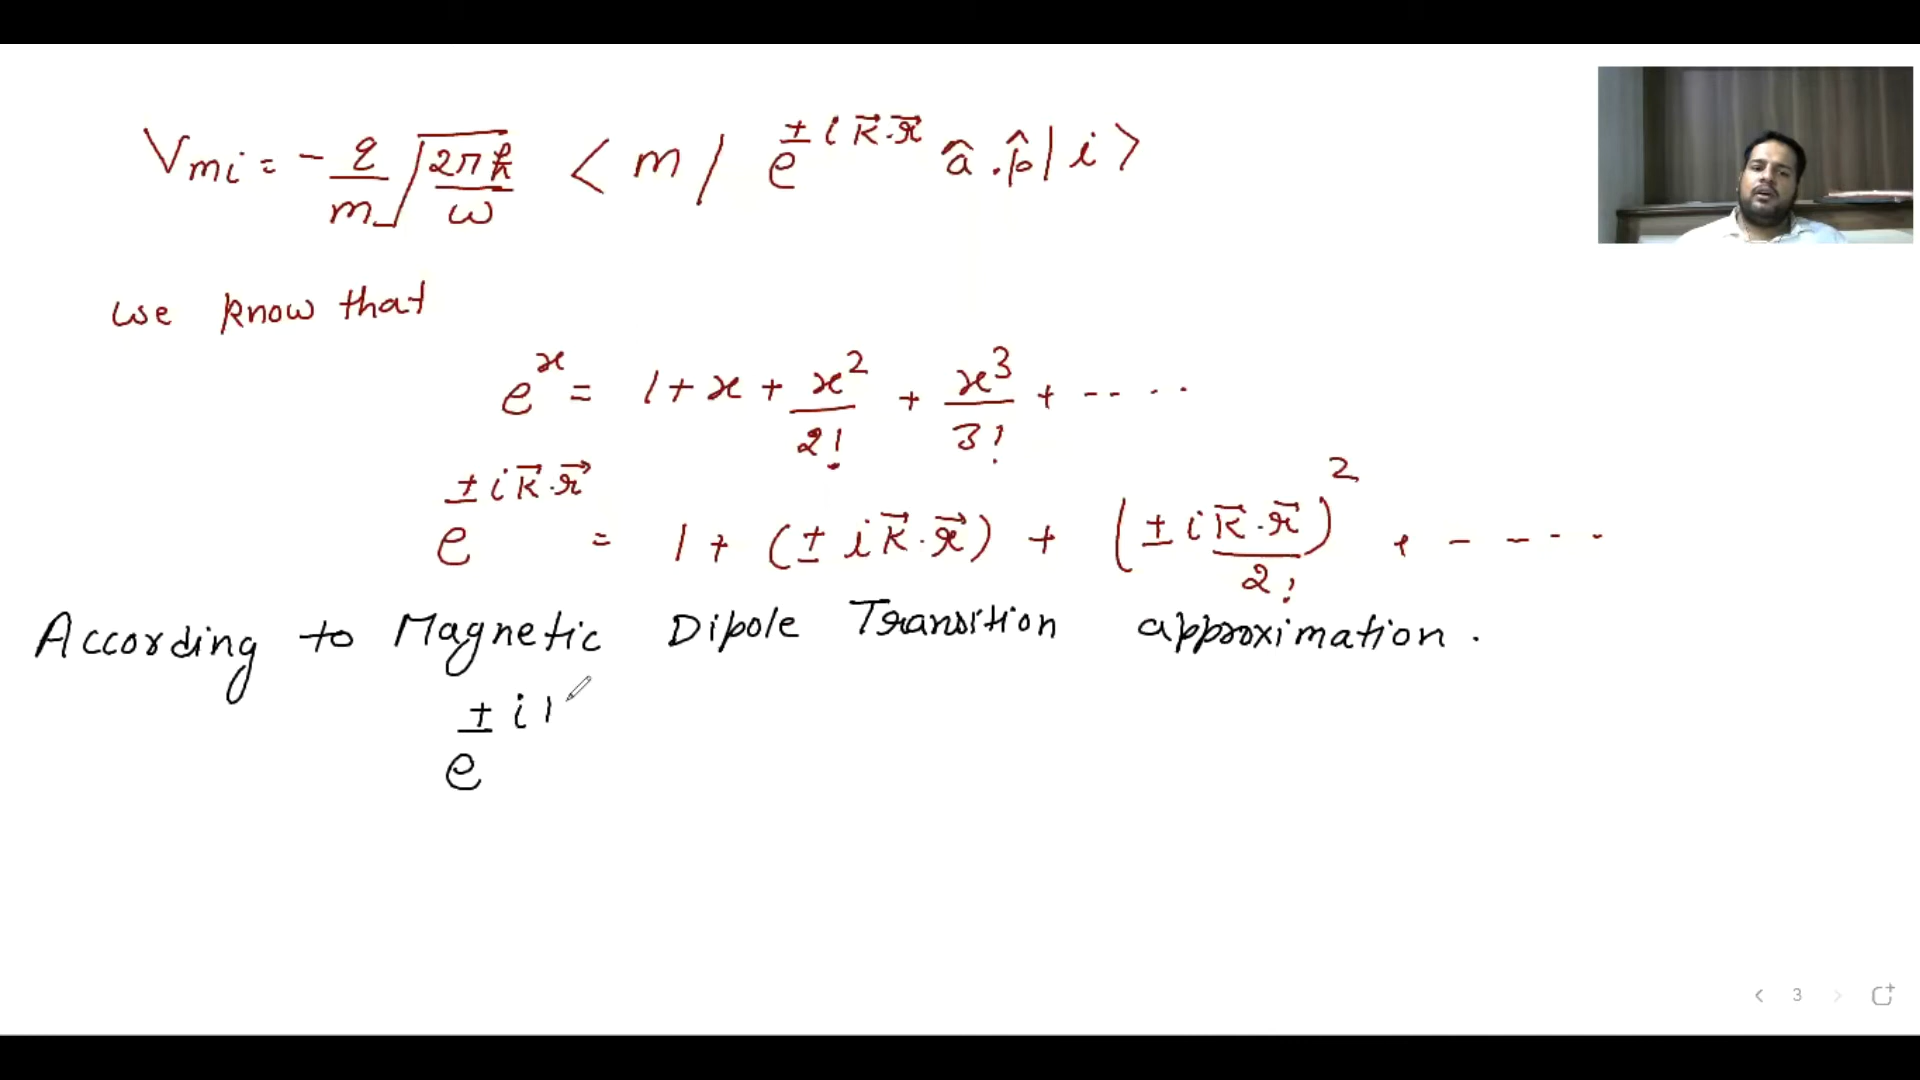 Vmi = - q/m √(2πħ/ω) < m / e^(± i k⃗·r⃗) â·p̂ | i >
we know that
e^x = 1 + x + x²/2! + x³/3! + -- ··
e^(± i k⃗·r⃗) = 1 + (± i k⃗·r⃗) + (± i k⃗·r⃗)²/2! + - - - · ·
According to Magnetic Dipole Transition approximation.
e^(± i
3